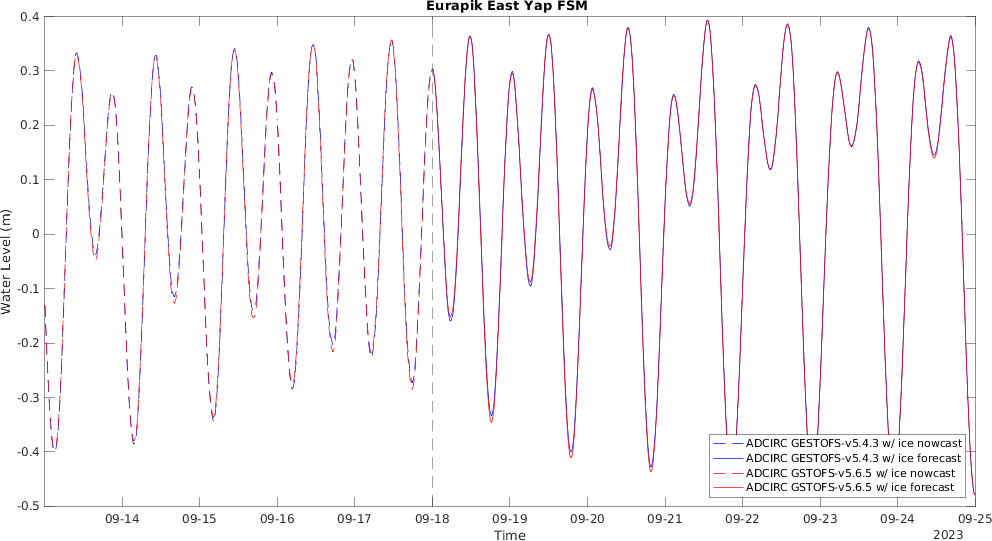 Eurapik East Yap FSM
0.4
0.3
0.2
0.1
0
-0.1
-0.2
-0.3
-0.4
-0.5
Water Level (m)
ADCIRC GESTOFS-v5.4.3 w/ ice nowcast
ADCIRC GESTOFS-v5.4.3 w/ ice forecast
ADCIRC GSTOFS-v5.6.5 w/ ice nowcast
ADCIRC GSTOFS-v5.6.5 w/ ice forecast
09-14 09-15 09-16 09-17 09-18 09-19 09-20 09-21 09-22 09-23 09-24 09-25
Time
2023